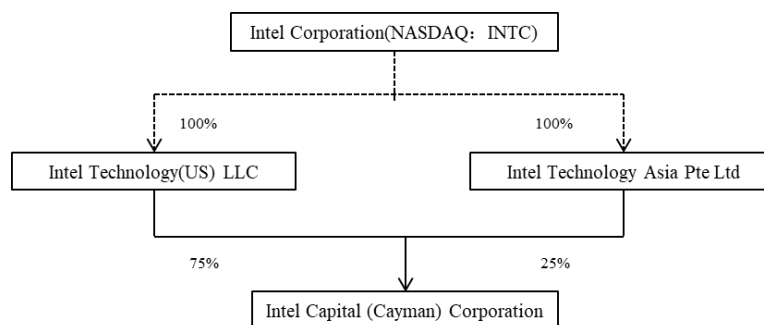 Intel Corporation(NASDAQ：INTC)
100%
100%
Intel Technology(US) LLC
Intel Technology Asia Pte Ltd
75%
25%
Intel Capital (Cayman) Corporation